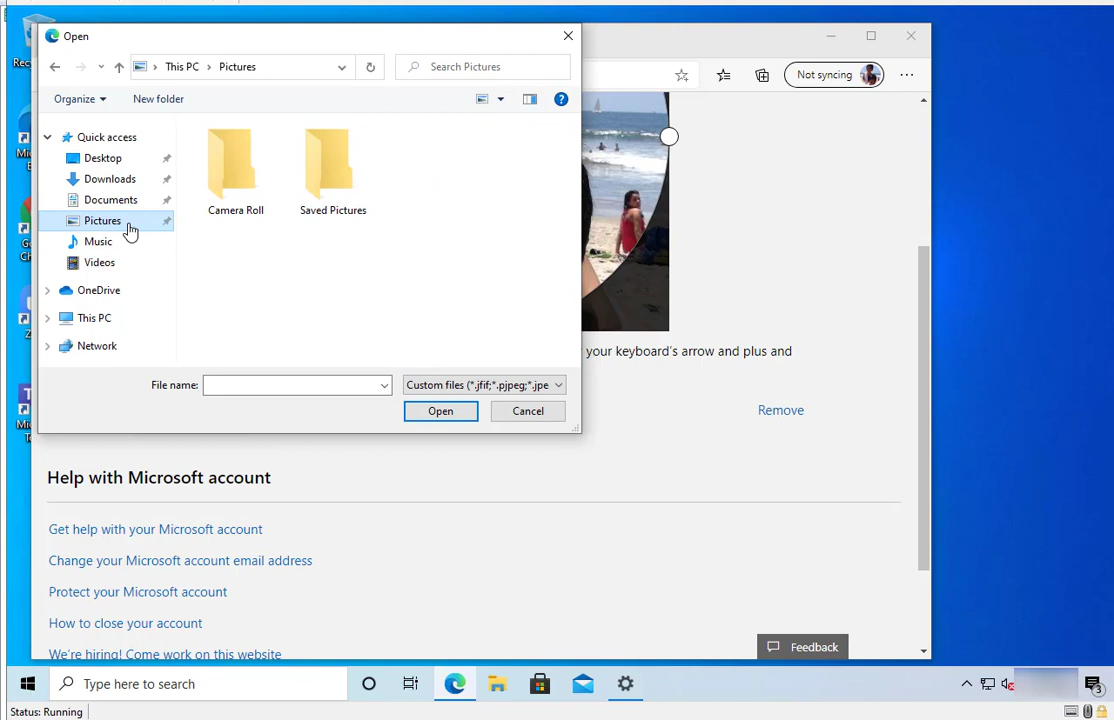 Open
This PC > Pictures
Search Pictures
Organize
New folder
Not syncing
Quick access
Desktop
Downloads
Documents
Pictures
Music
Videos
OneDrive
This PC
Network
Camera Roll
Saved Pictures
File name:
Custom files (*.jfif;*.pjpeg;*.jpe
Open
Cancel
your keyboard's arrow and plus and
Remove
Help with Microsoft account
Get help with your Microsoft account
Change your Microsoft account email address
Protect your Microsoft account
How to close your account
We're hiring! Come work on this website
Feedback
Type here to search
3
Status: Running